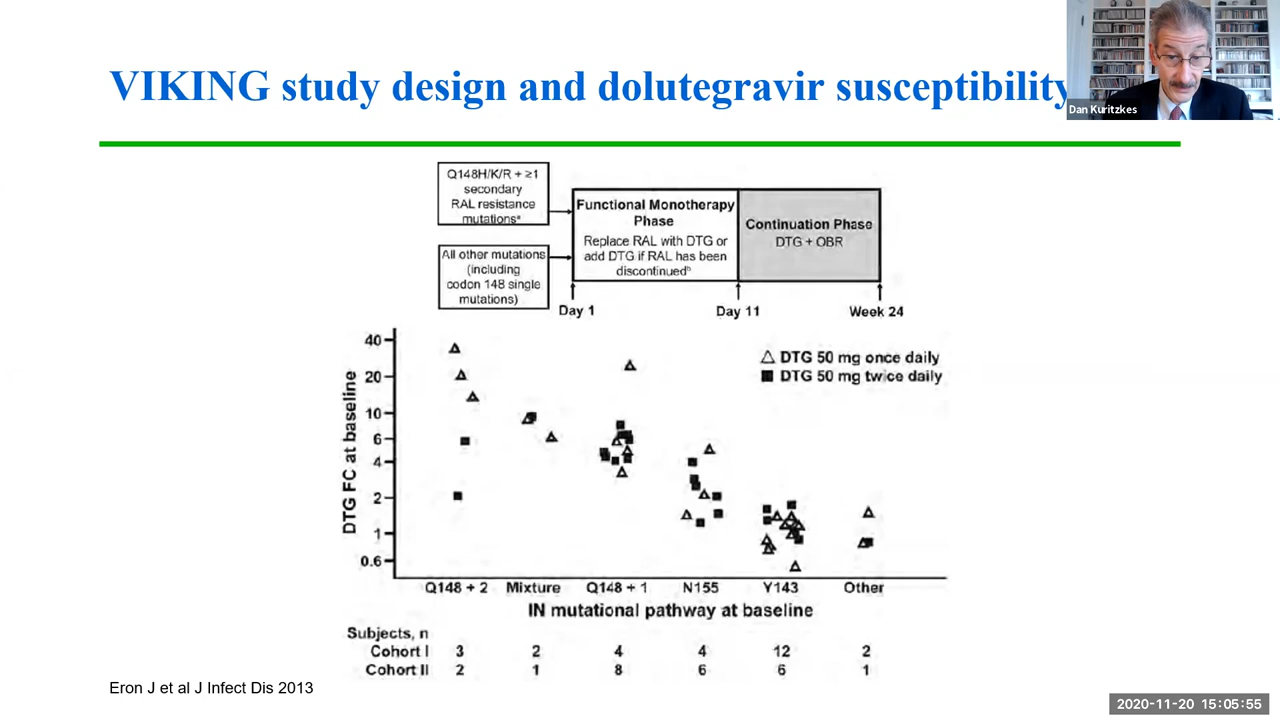 VIKING study design and dolutegravir susceptibility
Dan Kuritzkes
Q148H/K/R + ≥1
secondary
RAL resistance
mutationsᵃ
All other mutations
(including
codon 148 single
mutations)
Functional Monotherapy
Phase
Replace RAL with DTG or
add DTG if RAL has been
discontinuedᵇ
Continuation Phase
DTG + OBR
Day 1
Day 11
Week 24
DTG FC at baseline
40
20
10
6
4
2
1
0.6
DTG 50 mg once daily
DTG 50 mg twice daily
Q148 + 2 Mixture Q148 + 1 N155 Y143 Other
IN mutational pathway at baseline
Subjects, n
Cohort I 3 2 4 4 12 2
Cohort II 2 1 8 6 6 1
Eron J et al J Infect Dis 2013
2020-11-20 15:05:55